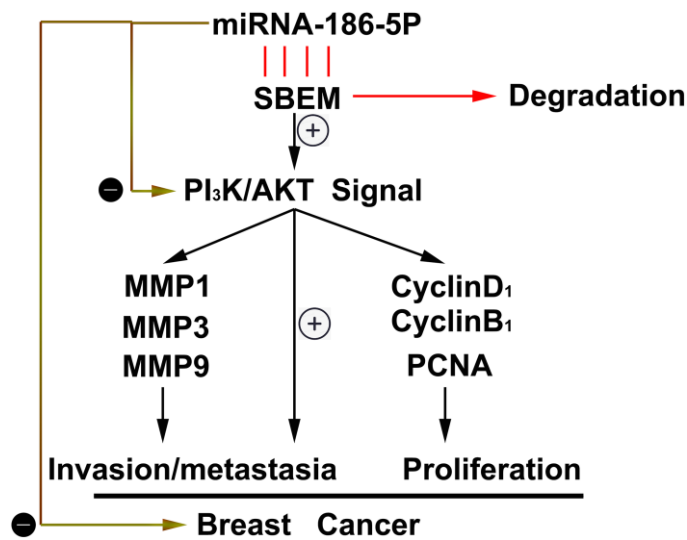 miRNA-186-5P
SBEM
Degradation
+
− PI₃K/AKT Signal
MMP1 CyclinD₁
MMP3 + CyclinB₁
MMP9 PCNA
Invasion/metastasia Proliferation
− Breast Cancer